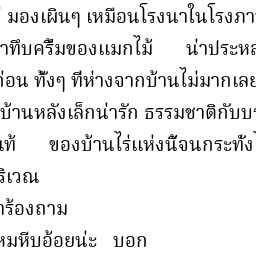 มองเผินๆ เหมือนโรงนาในโรงภา
าทึบครึ้มของแมกไม้ น่าประหล
ก่อน ทั้งๆ ที่ห่างจากบ้านไม่มากเลย
บ้านหลังเล็กน่ารัก ธรรมชาติกับบร
แท้ ของบ้านไร่แห่งนี้จนกระทั่งไ
ริเวณ
าร้องถาม
หมหีบอ้อยน่ะ บอก